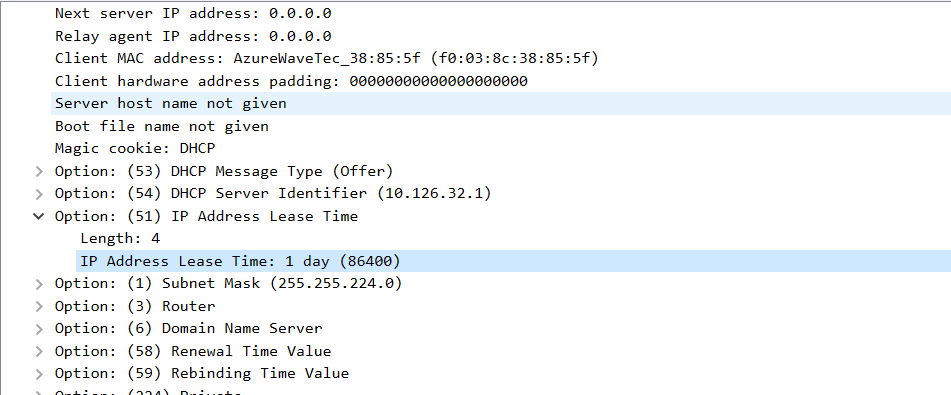 Next server IP address: 0.0.0.0
Relay agent IP address: 0.0.0.0
Client MAC address: AzureWaveTec_38:85:5f (f0:03:8c:38:85:5f)
Client hardware address padding: 00000000000000000000
Server host name not given
Boot file name not given
Magic cookie: DHCP
Option: (53) DHCP Message Type (Offer)
Option: (54) DHCP Server Identifier (10.126.32.1)
Option: (51) IP Address Lease Time
Length: 4
IP Address Lease Time: 1 day (86400)
Option: (1) Subnet Mask (255.255.224.0)
Option: (3) Router
Option: (6) Domain Name Server
Option: (58) Renewal Time Value
Option: (59) Rebinding Time Value
Option: (224) Private